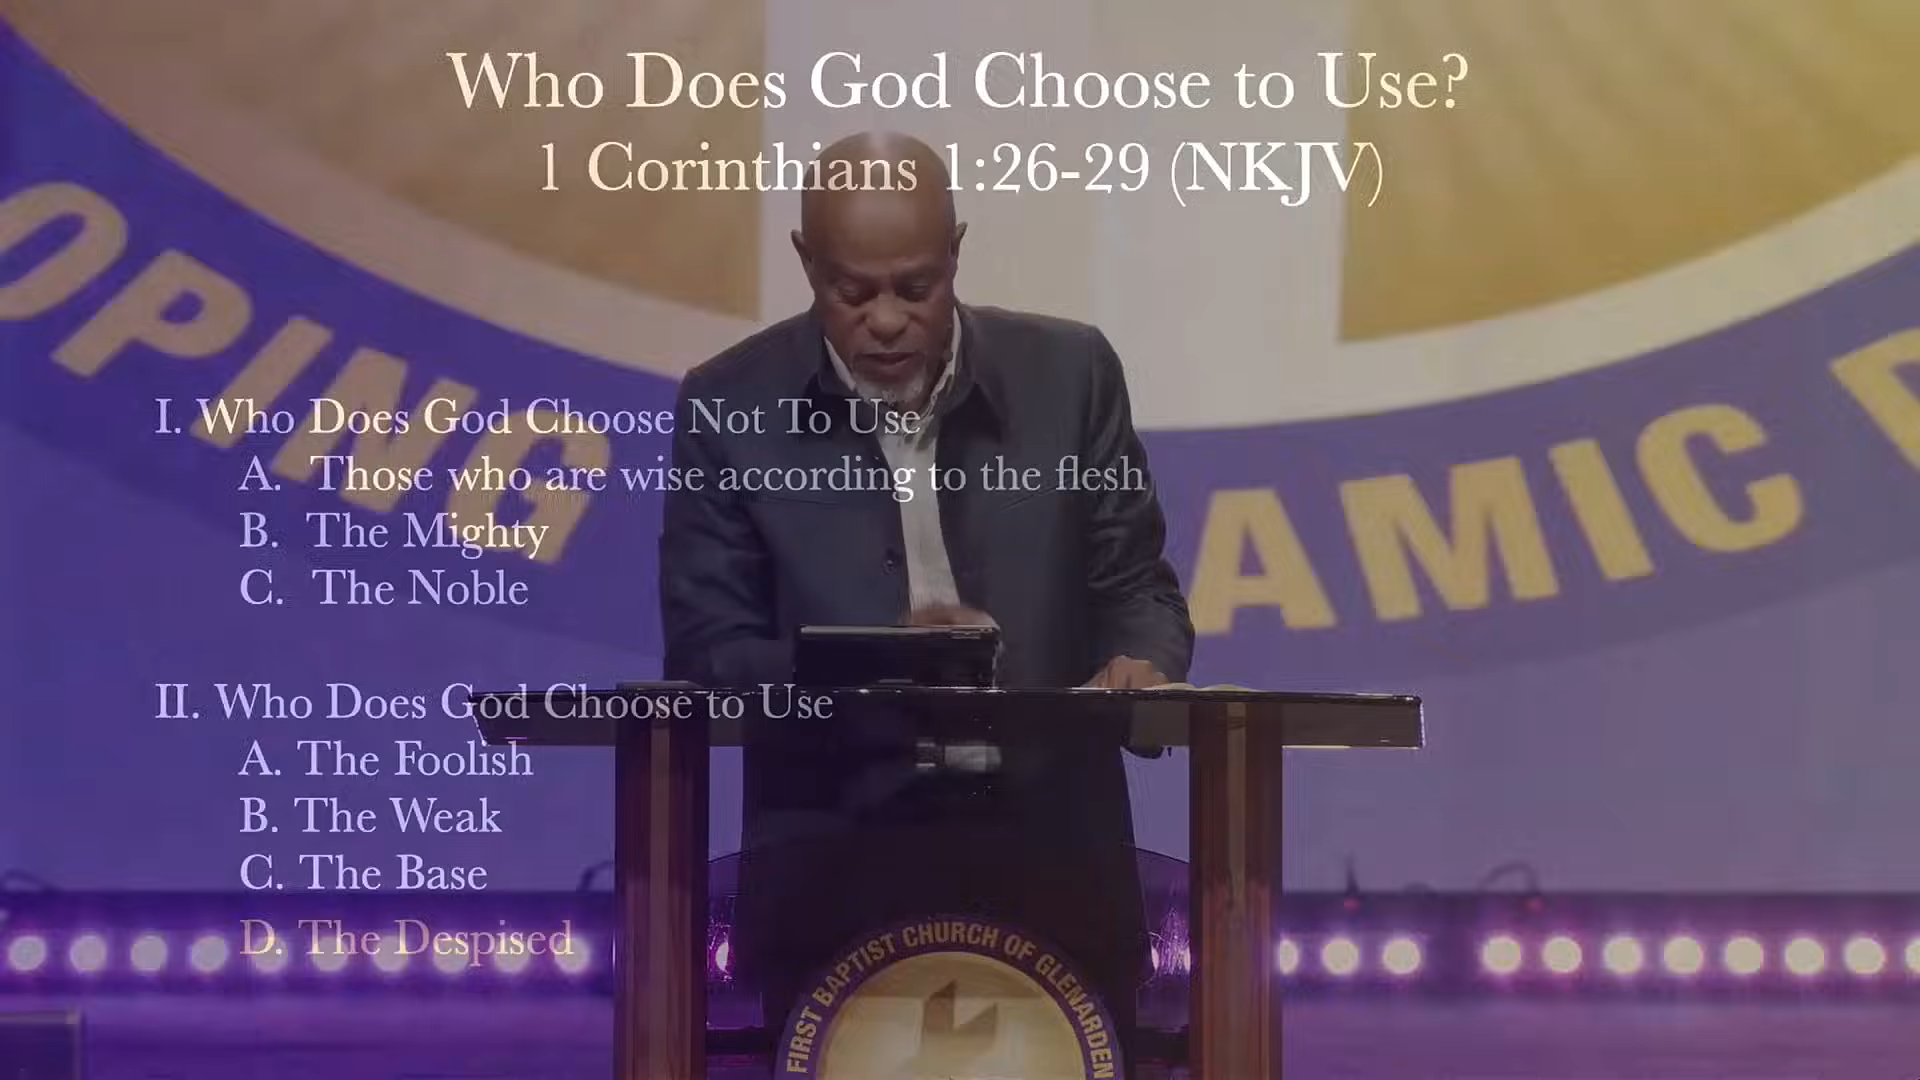 Who Does God Choose to Use?
1 Corinthians 1:26-29 (NKJV)
OPING
AMIC
I. Who Does God Choose Not To Use
A. Those who are wise according to the flesh
B. The Mighty
C. The Noble
II. Who Does God Choose to Use
A. The Foolish
B. The Weak
C. The Base
D. The Despised
FIRST BAPTIST CHURCH OF GLENARDEN